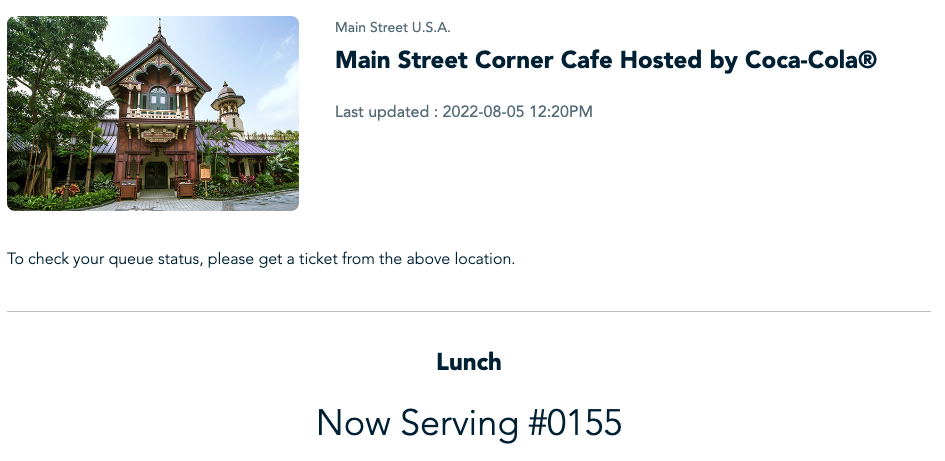 Main Street U.S.A.
Main Street Corner Cafe Hosted by Coca-Cola®
Last updated : 2022-08-05 12:20PM
To check your queue status, please get a ticket from the above location.
Lunch
Now Serving #0155